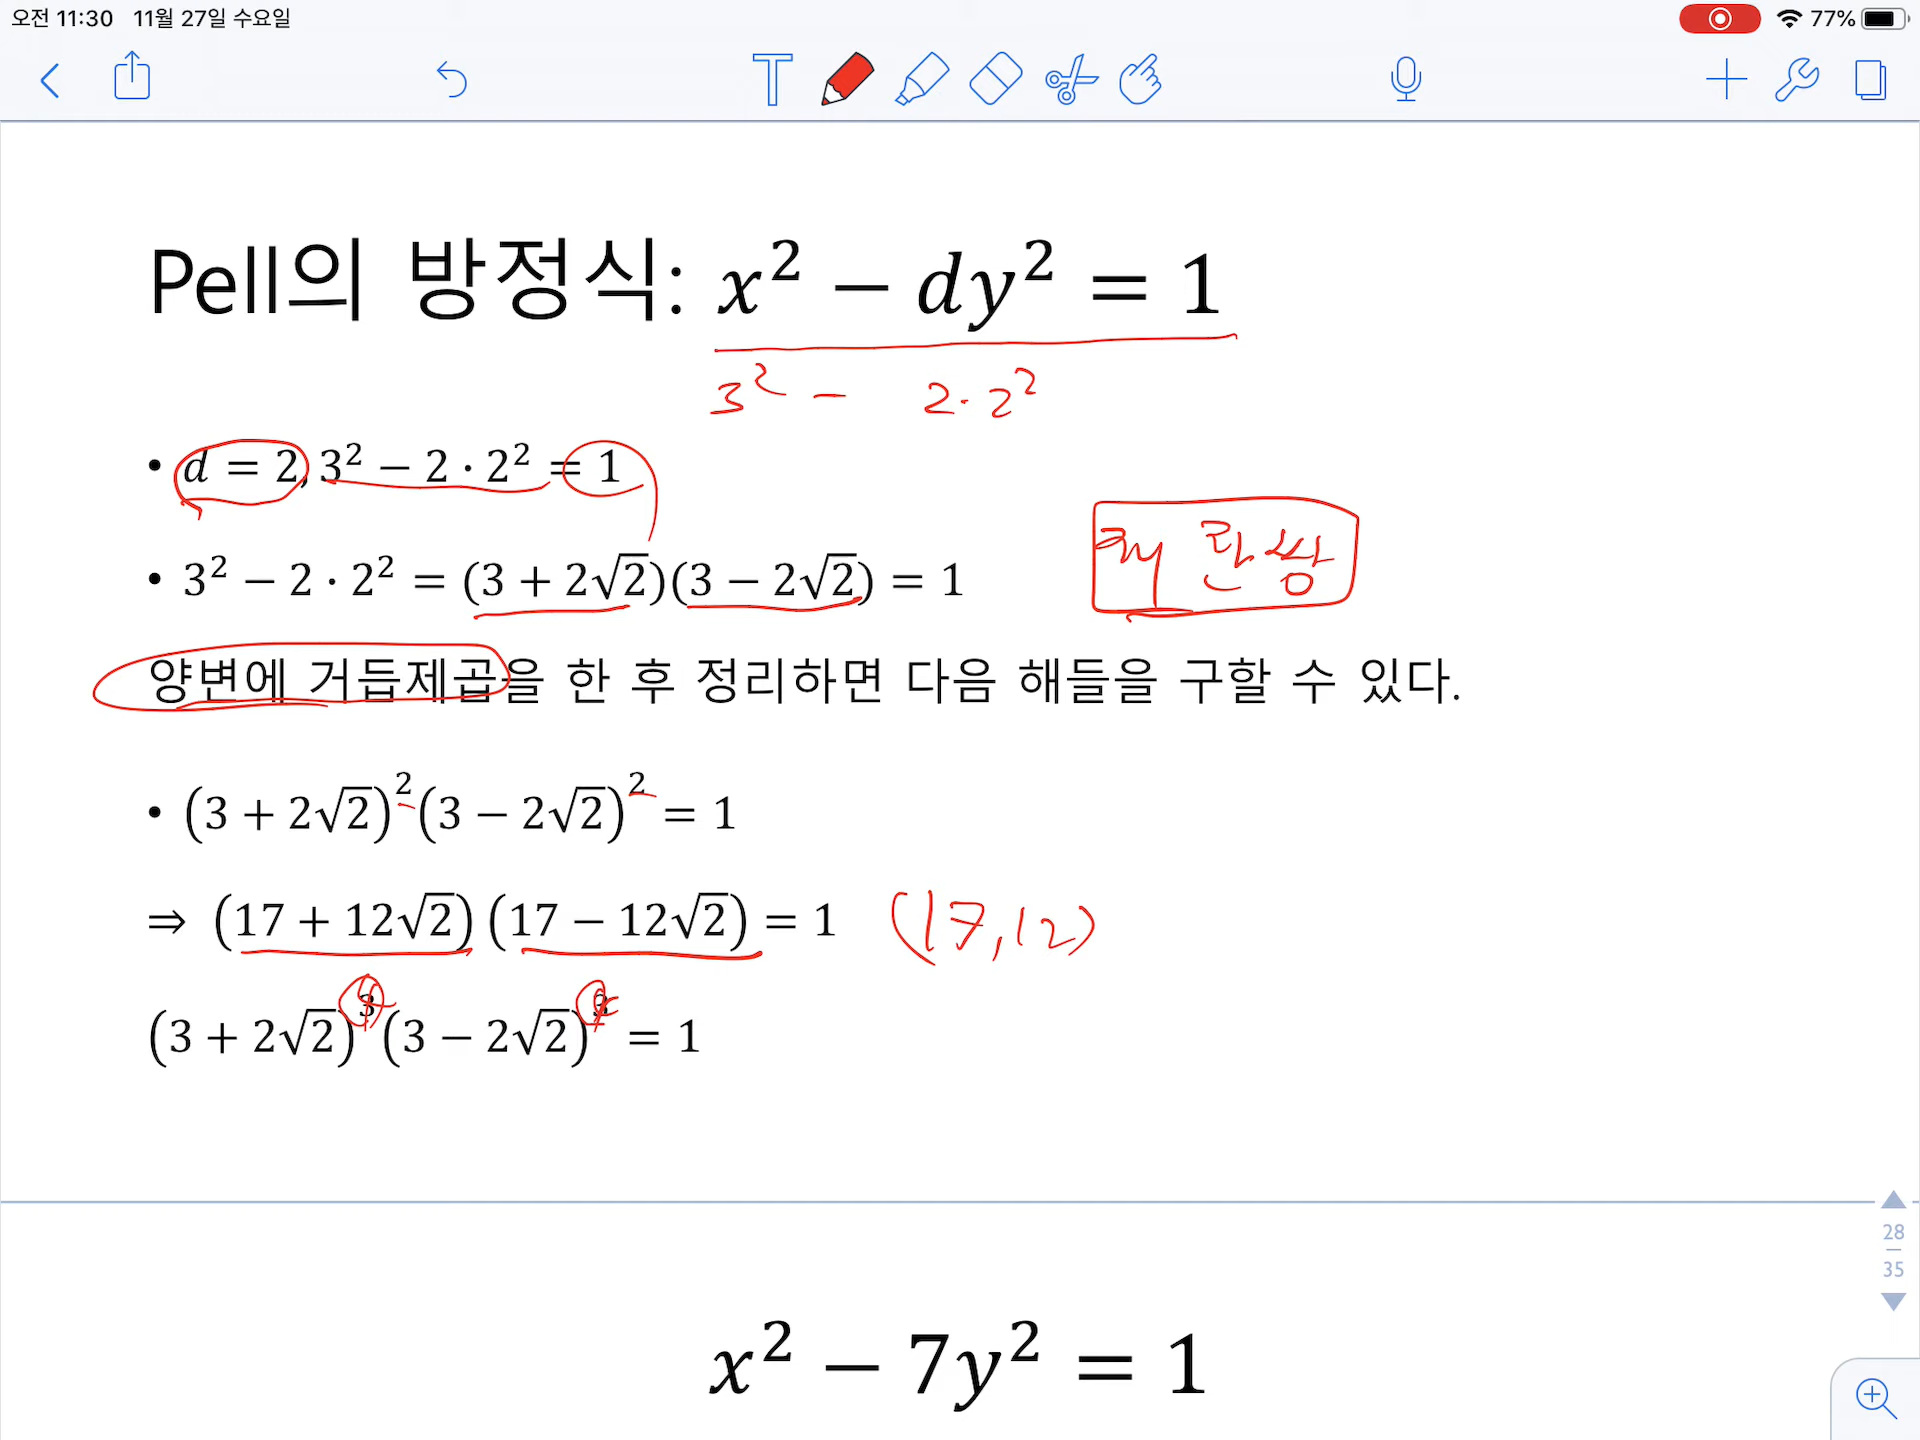 오전 11:30 11월 27일 수요일 77%
Pell의 방정식: x² − dy² = 1
3² − 2·2²
• d = 2, 3² − 2 · 2² = 1
• 3² − 2 · 2² = (3 + 2√2)(3 − 2√2) = 1
양변에 거듭제곱을 한 후 정리하면 다음 해들을 구할 수 있다.
• (3 + 2√2)²(3 − 2√2)² = 1
⇒ (17 + 12√2)(17 − 12√2) = 1 (17,12)
(3 + 2√2)³(3 − 2√2)³ = 1
28
35
x² − 7y² = 1